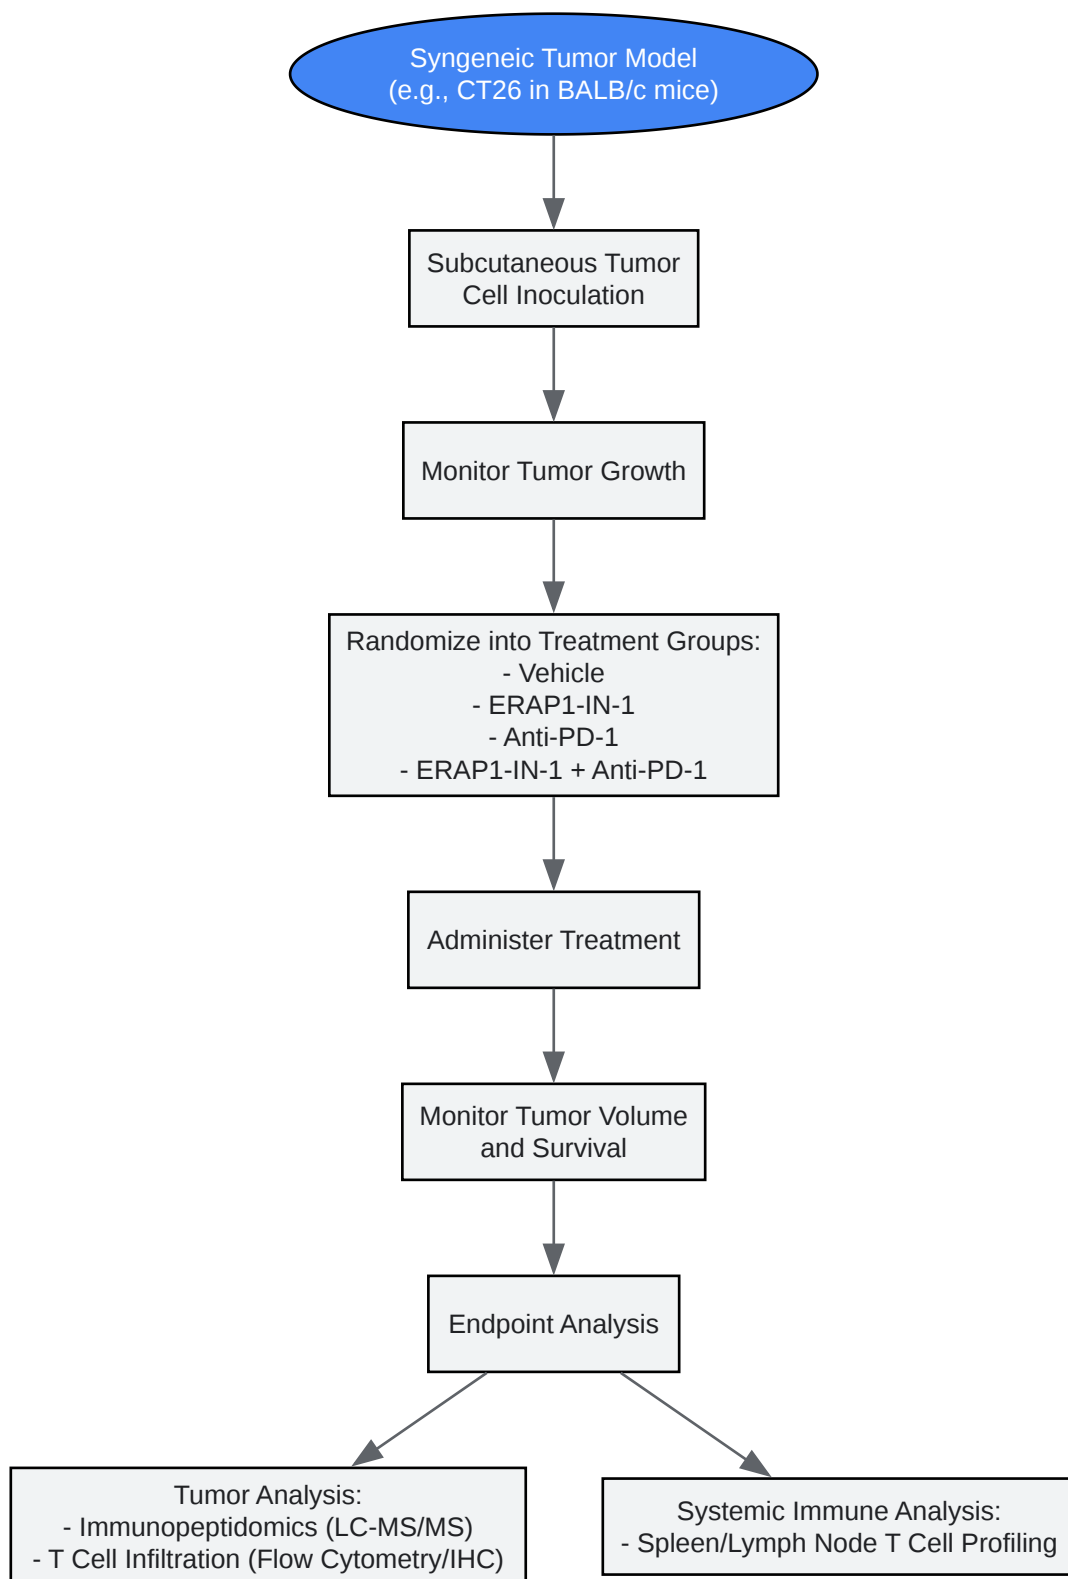 Syngeneic Tumor Model
(e.g., CT26 in BALB/c mice)
Subcutaneous Tumor
Cell Inoculation
Monitor Tumor Growth
Randomize into Treatment Groups:
- Vehicle
- ERAP1-IN-1
- Anti-PD-1
- ERAP1-IN-1 + Anti-PD-1
Administer Treatment
Monitor Tumor Volume
and Survival
Endpoint Analysis
Tumor Analysis:
- Immunopeptidomics (LC-MS/MS)
- T Cell Infiltration (Flow Cytometry/IHC)
Systemic Immune Analysis:
- Spleen/Lymph Node T Cell Profiling